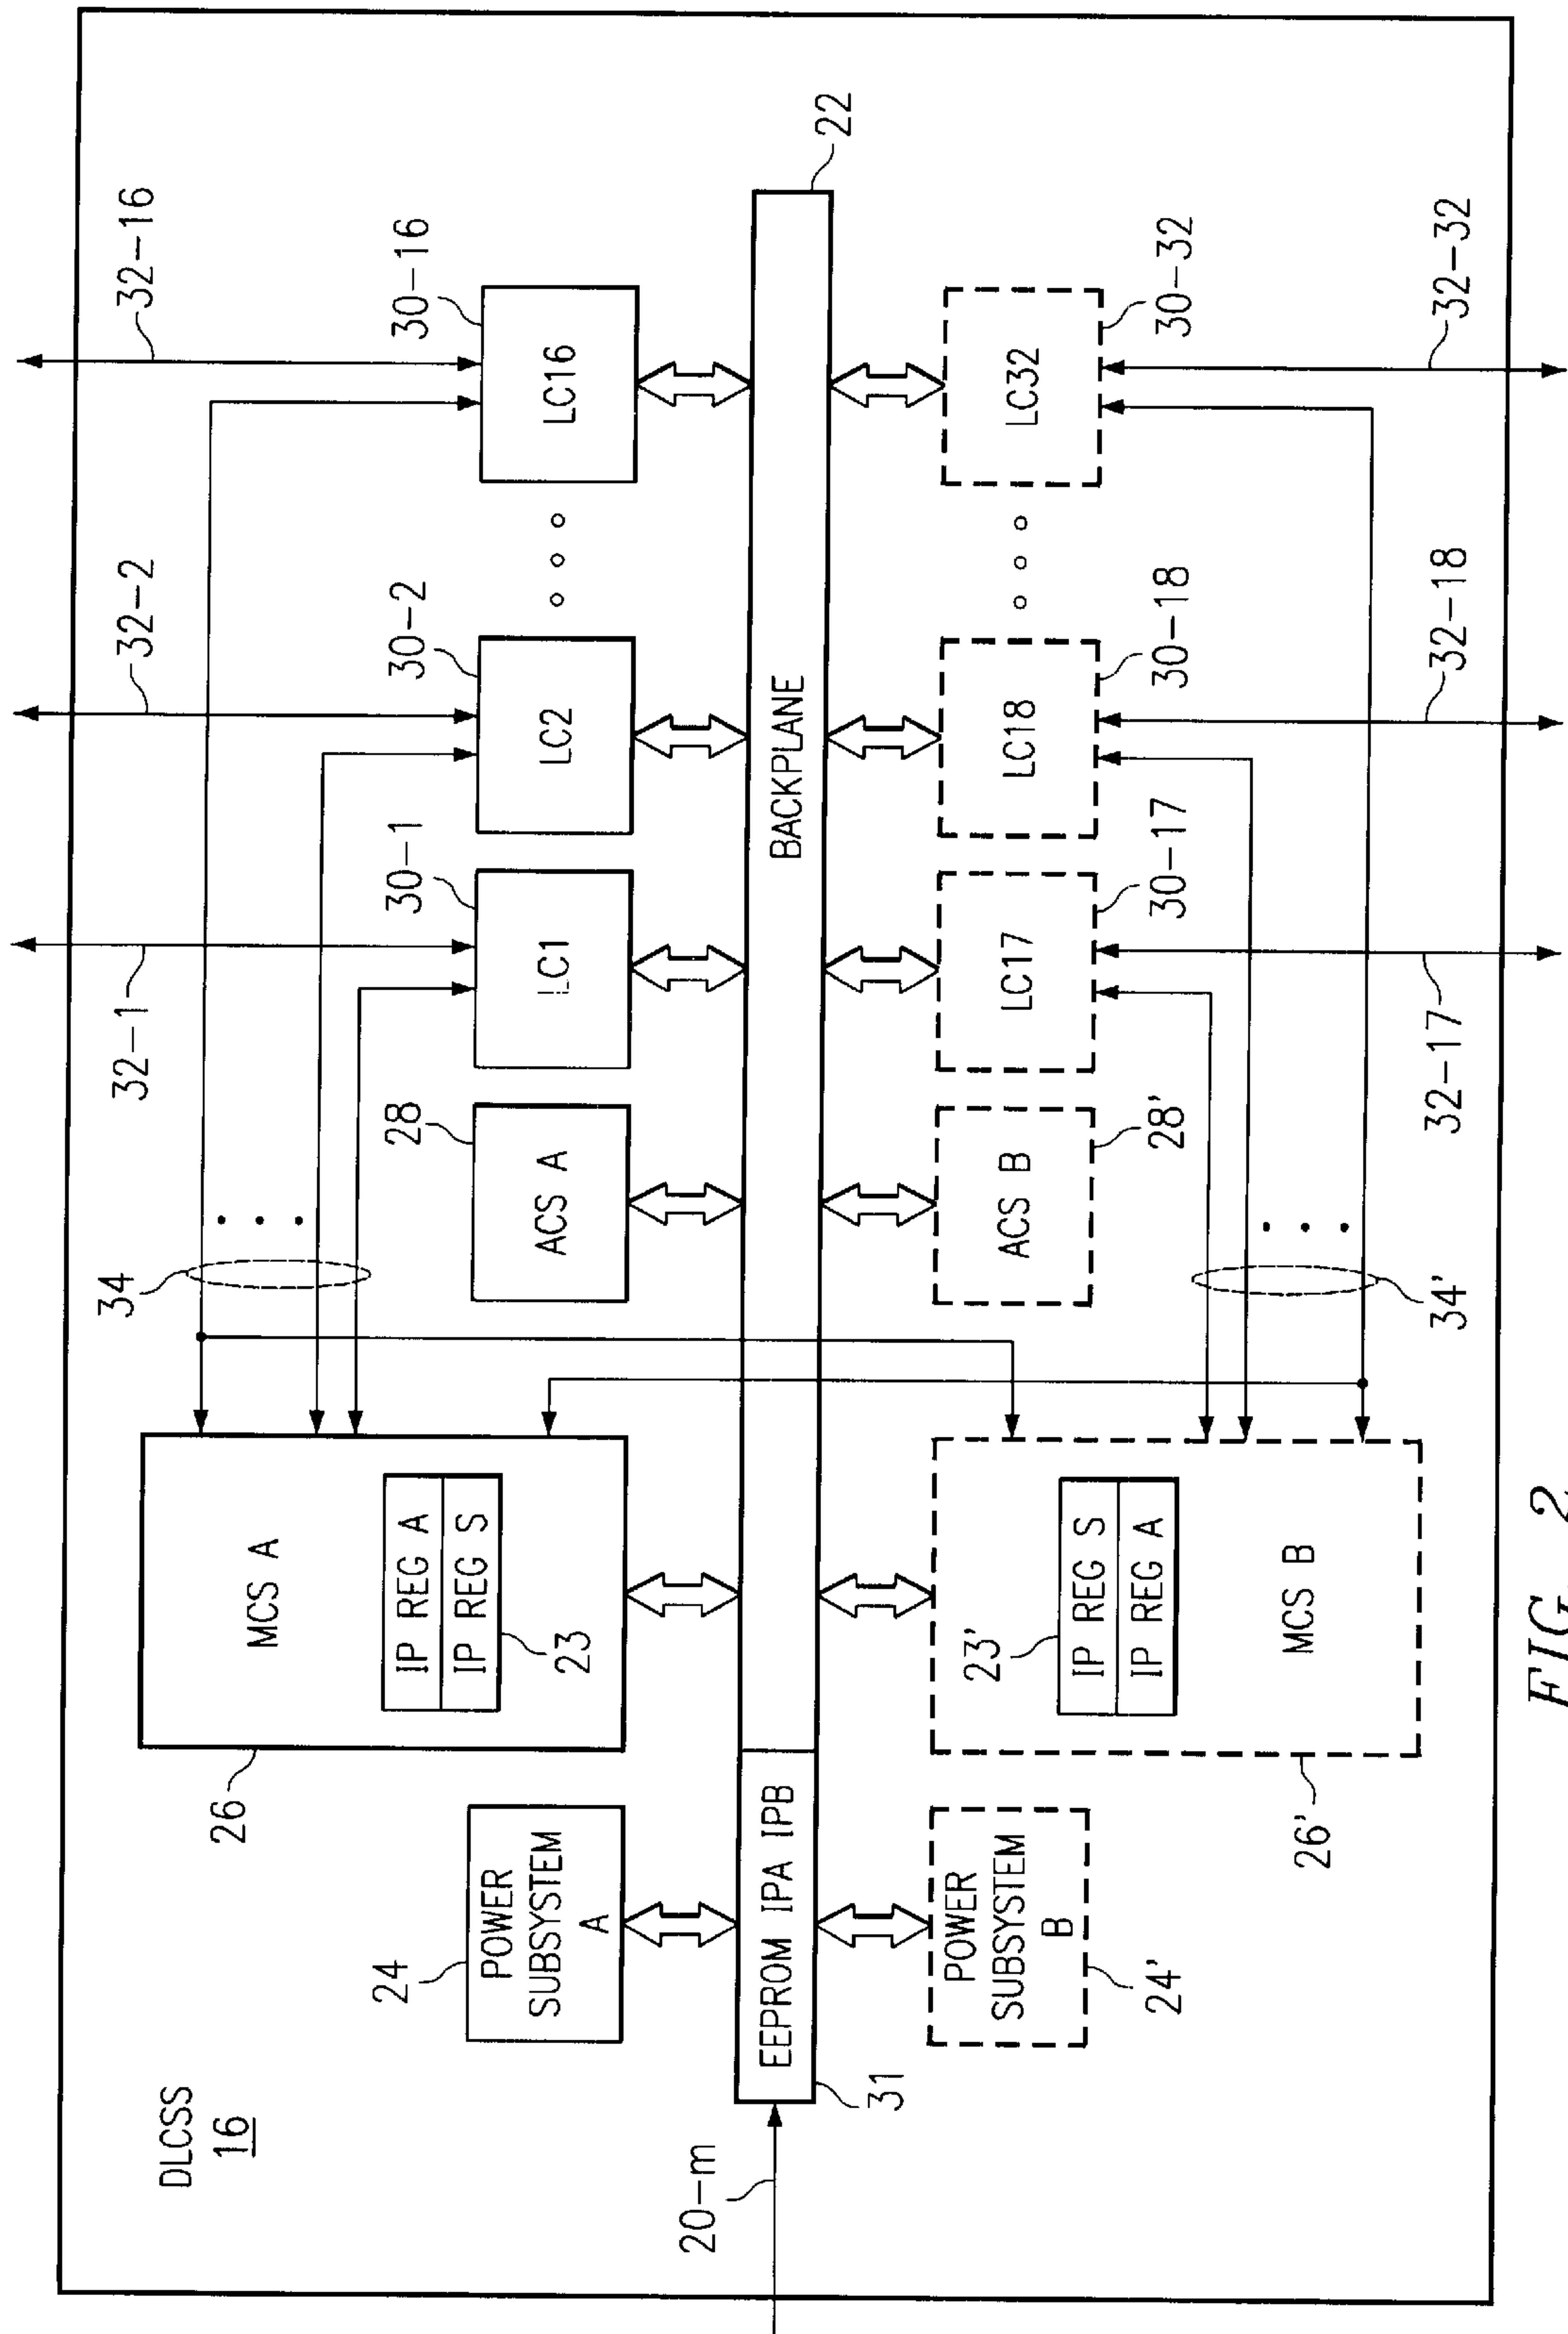 DLCSS
16
20-m
24
POWER
SUBSYSTEM
A
26
MCS A
IP REG A
IP REG S
23
34
28
ACS A
32-1
30-1
LC1
32-2
30-2
LC2
32-16
30-16
LC16
31
EEPROM IPA IPB
BACKPLANE
22
POWER
SUBSYSTEM
B
24'
23'
IP REG S
IP REG A
MCS B
26'
ACS B
28'
34'
LC17
30-17
32-17
LC18
30-18
32-18
LC32
30-32
32-32
FIG. 2